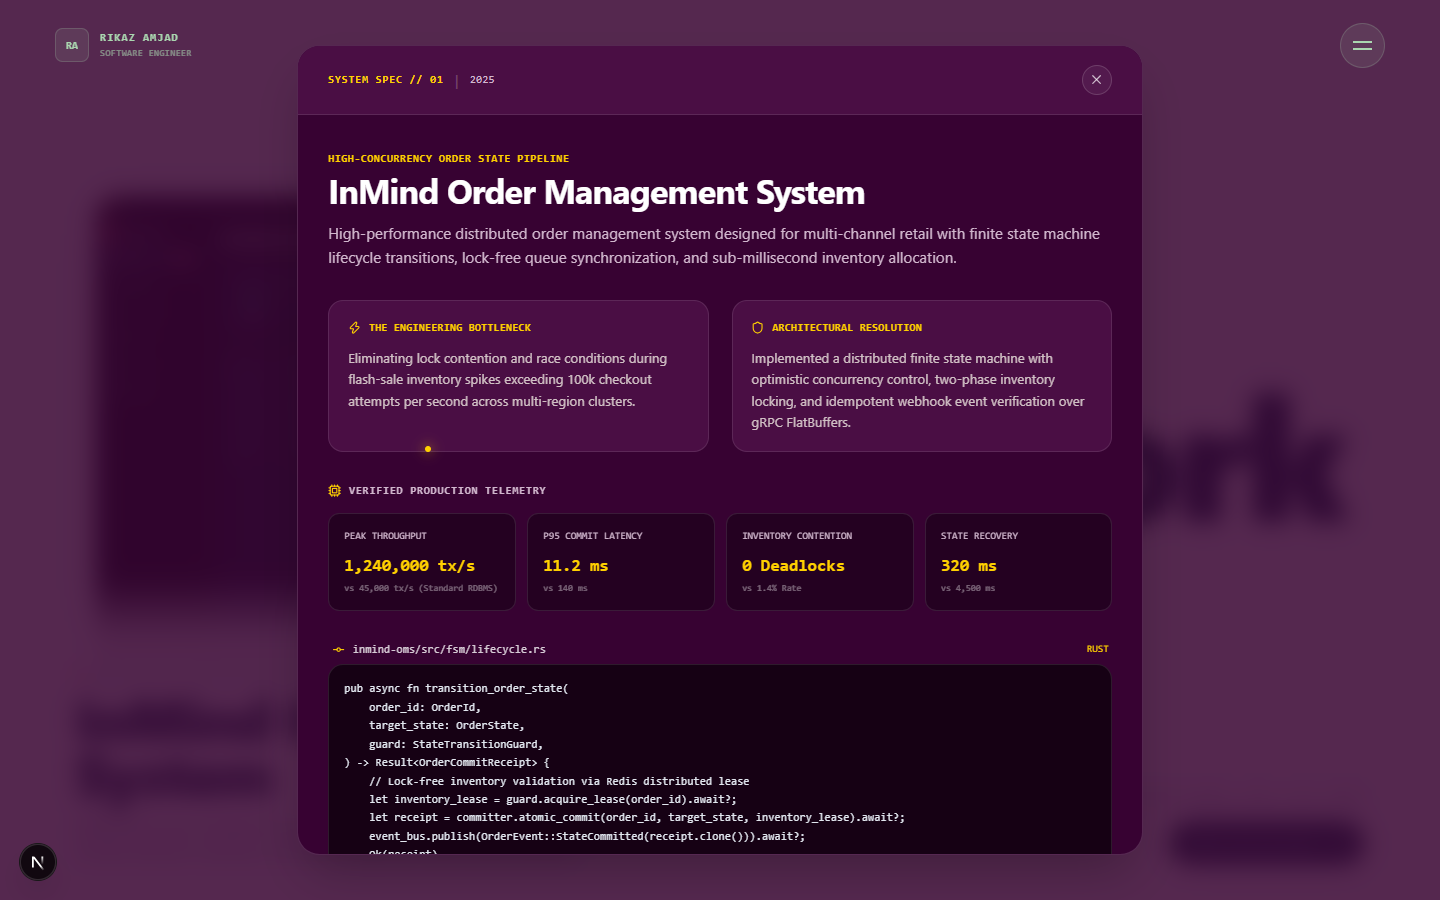 RA
RIKAZ AMJAD
SOFTWARE ENGINEER
SYSTEM SPEC // 01 | 2025
HIGH-CONCURRENCY ORDER STATE PIPELINE
InMind Order Management System
High-performance distributed order management system designed for multi-channel retail with finite state machine
lifecycle transitions, lock-free queue synchronization, and sub-millisecond inventory allocation.
THE ENGINEERING BOTTLENECK
Eliminating lock contention and race conditions during
flash-sale inventory spikes exceeding 100k checkout
attempts per second across multi-region clusters.
ARCHITECTURAL RESOLUTION
Implemented a distributed finite state machine with
optimistic concurrency control, two-phase inventory
locking, and idempotent webhook event verification over
gRPC FlatBuffers.
VERIFIED PRODUCTION TELEMETRY
PEAK THROUGHPUT
1,240,000 tx/s
vs 45,000 tx/s (Standard RDBMS)
P95 COMMIT LATENCY
11.2 ms
vs 140 ms
INVENTORY CONTENTION
0 Deadlocks
vs 1.4% Rate
STATE RECOVERY
320 ms
vs 4,500 ms
inmind-oms/src/fsm/lifecycle.rs
RUST
pub async fn transition_order_state(
    order_id: OrderId,
    target_state: OrderState,
    guard: StateTransitionGuard,
) -> Result<OrderCommitReceipt> {
    // Lock-free inventory validation via Redis distributed lease
    let inventory_lease = guard.acquire_lease(order_id).await?;
    let receipt = committer.atomic_commit(order_id, target_state, inventory_lease).await?;
    event_bus.publish(OrderEvent::StateCommitted(receipt.clone())).await?;
    Ok(receipt)
ork
InMind
System
N